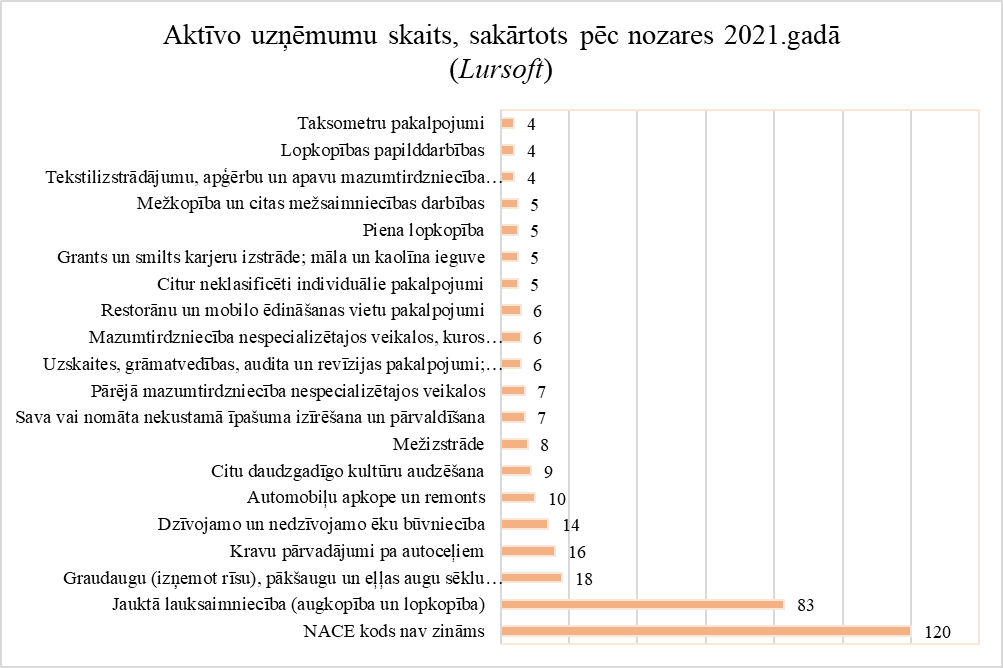 Aktīvo uzņēmumu skaits, sakārtots pēc nozares 2021.gadā
(Lursoft)
Taksometru pakalpojumi 4
Lopkopības papilddarbības 4
Tekstilizstrādājumu, apģērbu un apavu mazumtirdzniecība… 4
Mežkopība un citas mežsaimniecības darbības 5
Piena lopkopība 5
Grants un smilts karjeru izstrāde; māla un kaolīna ieguve 5
Citur neklasificēti individuālie pakalpojumi 5
Restorānu un mobilo ēdināšanas vietu pakalpojumi 6
Mazumtirdzniecība nespecializētajos veikalos, kuros… 6
Uzskaites, grāmatvedības, audita un revīzijas pakalpojumi;… 6
Pārējā mazumtirdzniecība nespecializētajos veikalos 7
Sava vai nomāta nekustamā īpašuma izīrēšana un pārvaldīšana 7
Mežizstrāde 8
Citu daudzgadīgo kultūru audzēšana 9
Automobiļu apkope un remonts 10
Dzīvojamo un nedzīvojamo ēku būvniecība 14
Kravu pārvadājumi pa autoceļiem 16
Graudaugu (izņemot rīsu), pākšaugu un eļļas augu sēklu… 18
Jauktā lauksaimniecība (augkopība un lopkopība) 83
NACE kods nav zināms 120